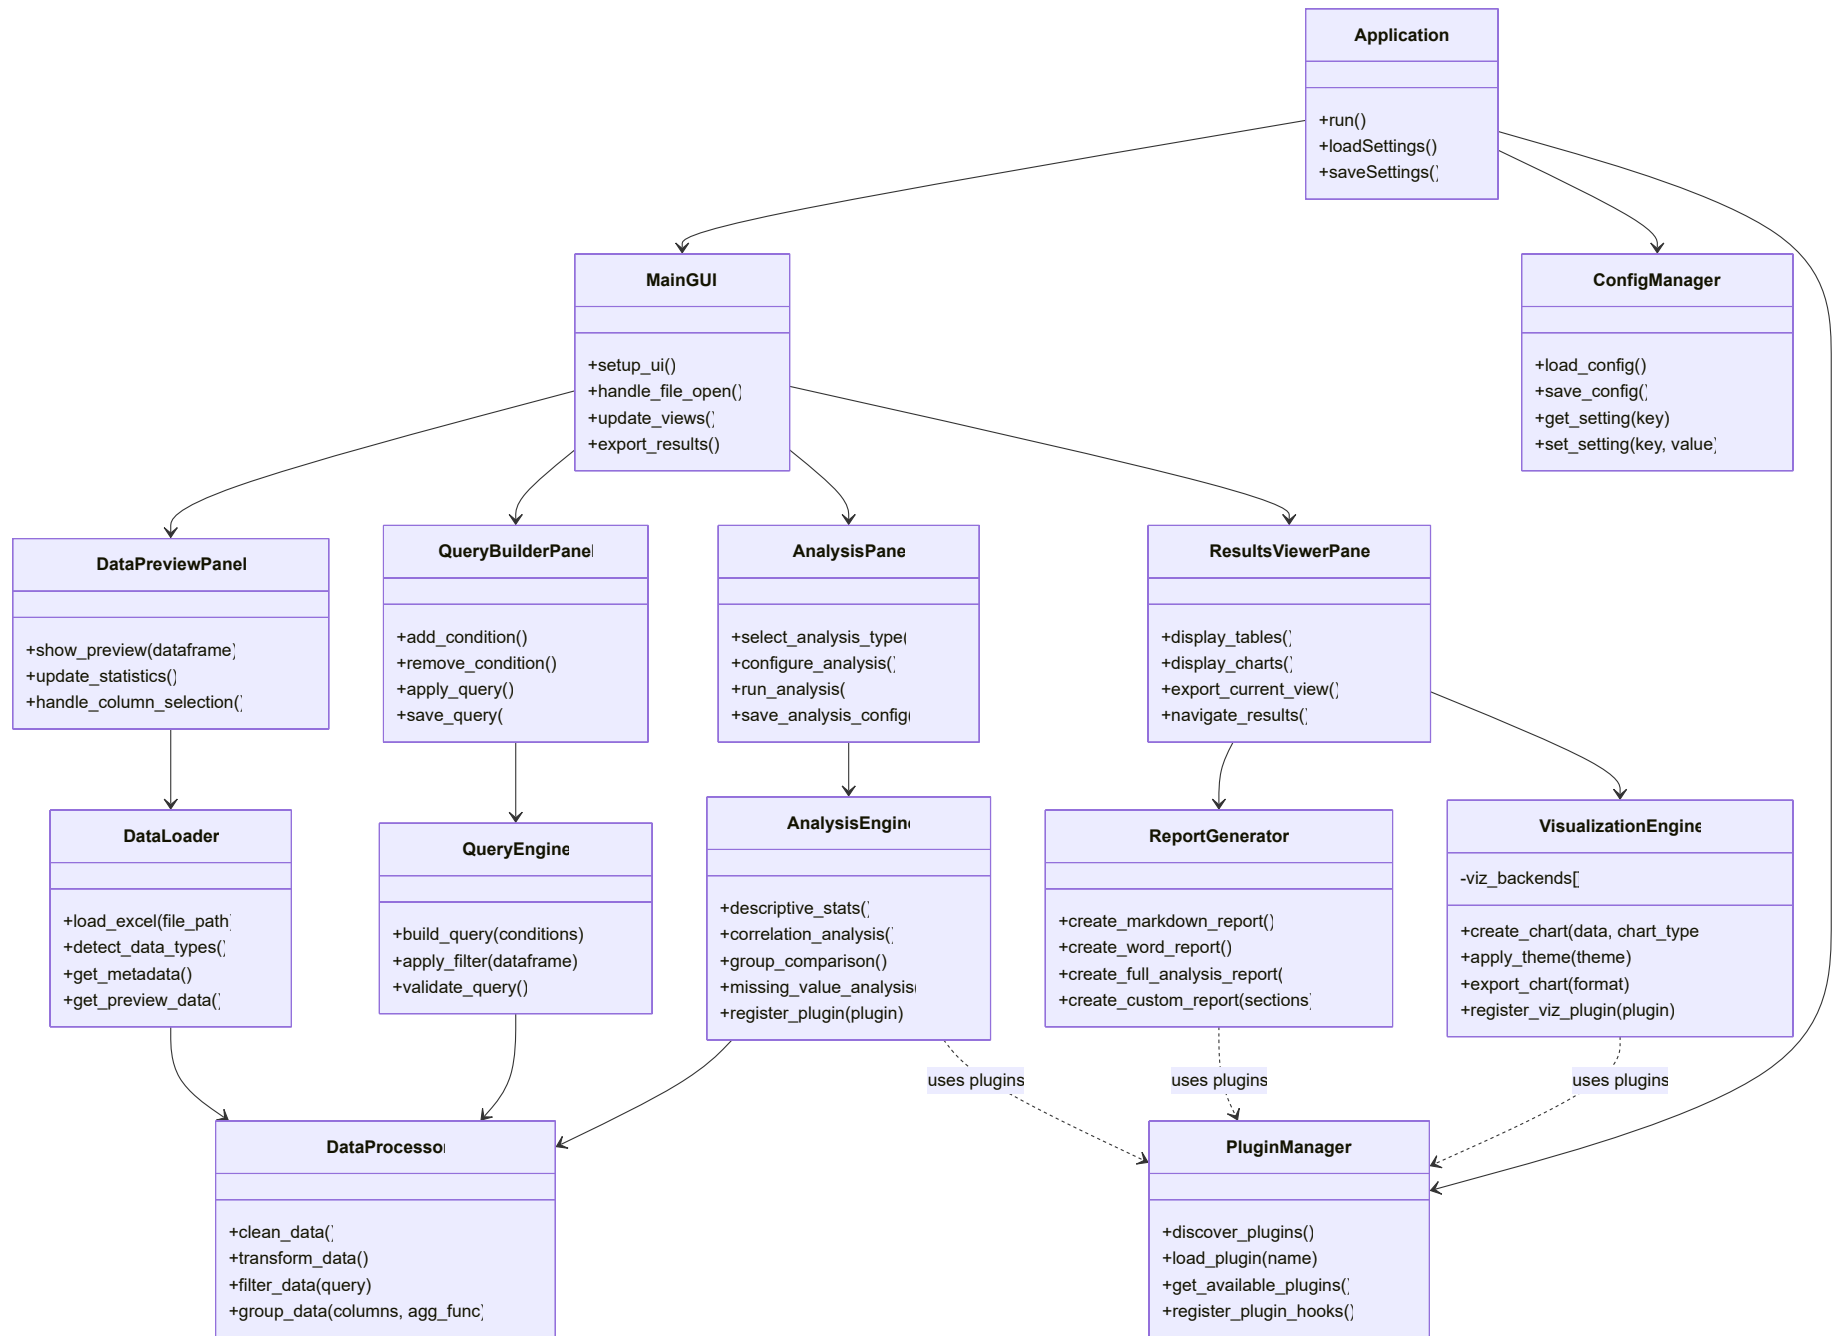 Application
+run()
+loadSettings()
+saveSettings()
MainGUI
+setup_ui()
+handle_file_open()
+update_views()
+export_results()
ConfigManager
+load_config()
+save_config()
+get_setting(key)
+set_setting(key, value)
DataPreviewPanel
+show_preview(dataframe)
+update_statistics()
+handle_column_selection()
QueryBuilderPanel
+add_condition()
+remove_condition()
+apply_query()
+save_query(
AnalysisPane
+select_analysis_type(
+configure_analysis()
+run_analysis(
+save_analysis_config(
ResultsViewerPane
+display_tables()
+display_charts()
+export_current_view()
+navigate_results()
DataLoader
+load_excel(file_path)
+detect_data_types()
+get_metadata()
+get_preview_data()
QueryEngine
+build_query(conditions)
+apply_filter(dataframe)
+validate_query()
AnalysisEngine
+descriptive_stats()
+correlation_analysis()
+group_comparison()
+missing_value_analysis(
+register_plugin(plugin)
ReportGenerator
+create_markdown_report()
+create_word_report()
+create_full_analysis_report(
+create_custom_report(sections)
VisualizationEngine
-viz_backends[]
+create_chart(data, chart_type
+apply_theme(theme)
+export_chart(format)
+register_viz_plugin(plugin)
uses plugins
uses plugins
uses plugins
DataProcessor
+clean_data()
+transform_data()
+filter_data(query)
+group_data(columns, agg_func)
PluginManager
+discover_plugins()
+load_plugin(name)
+get_available_plugins()
+register_plugin_hooks()